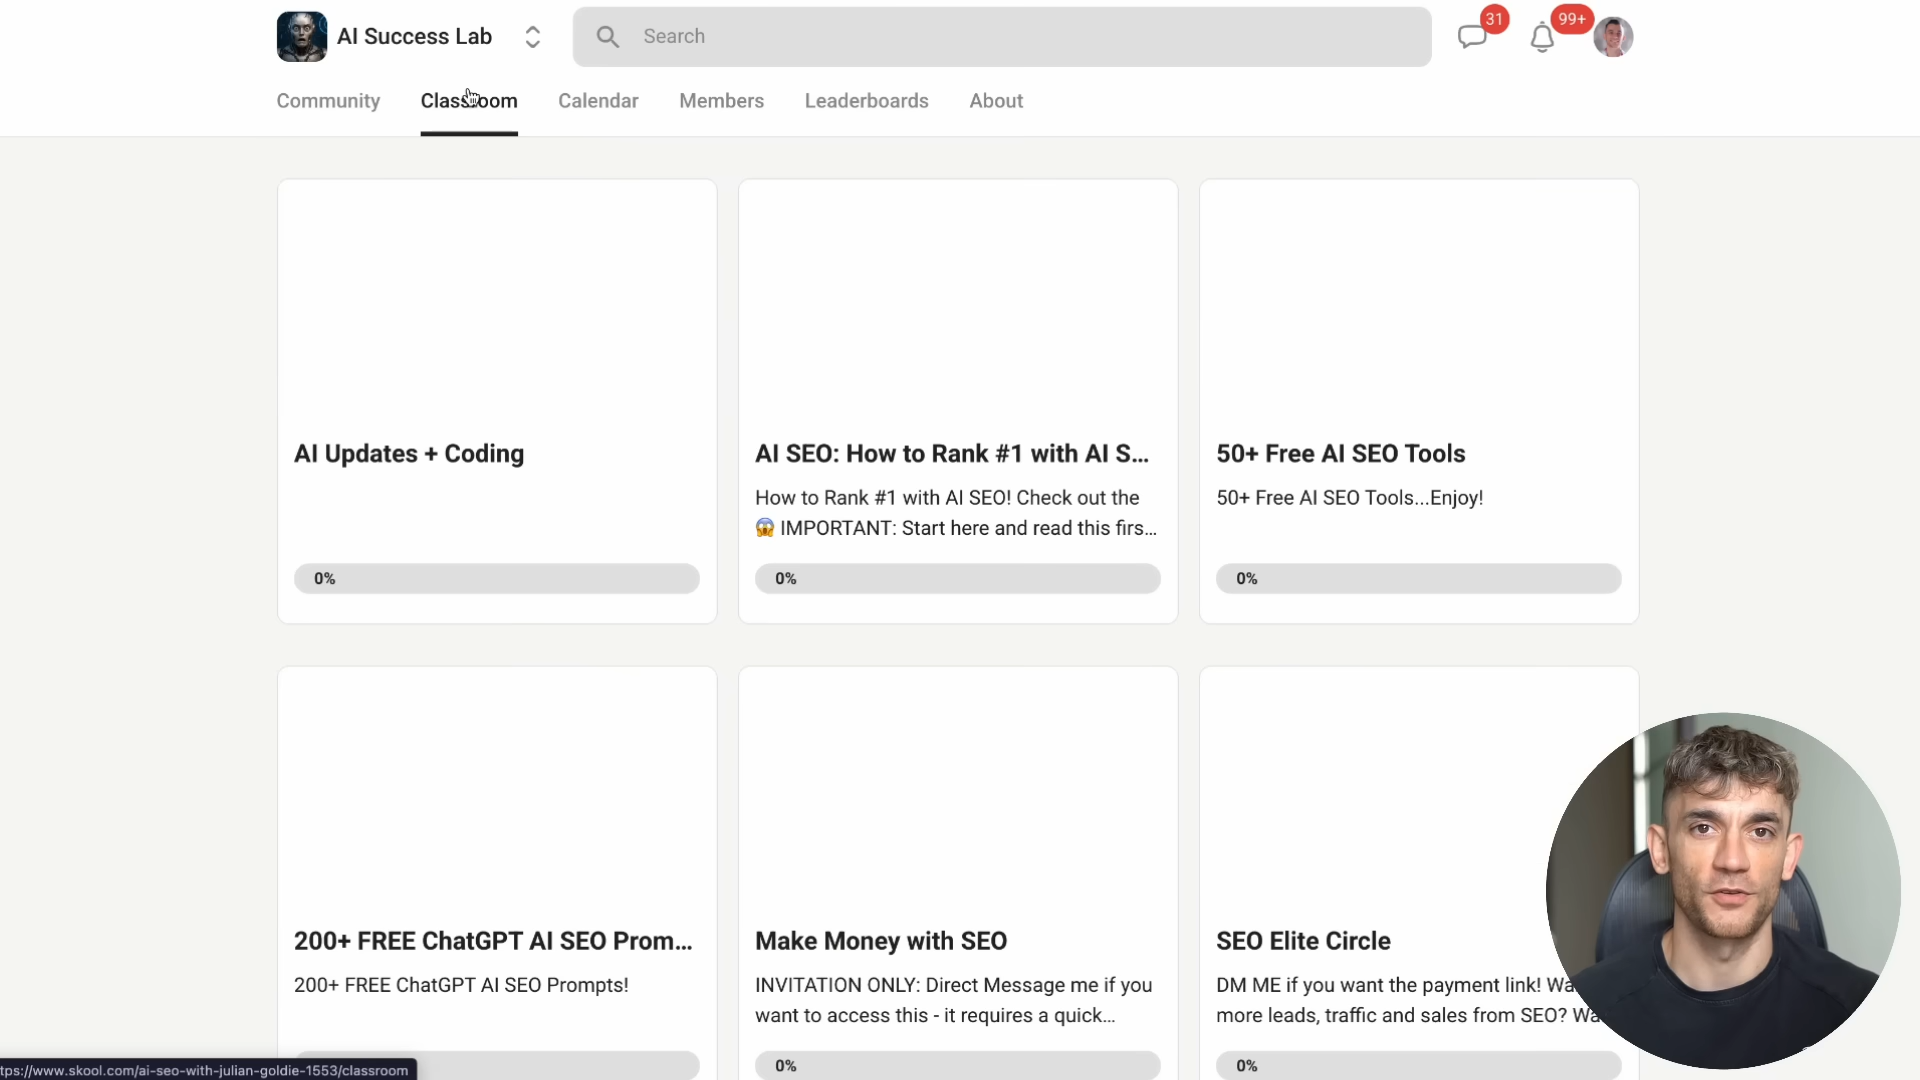 AI Success Lab
Search
31
99+
Community
Classroom
Calendar
Members
Leaderboards
About
AI Updates + Coding
0%
AI SEO: How to Rank #1 with AI S...
How to Rank #1 with AI SEO! Check out the
😱 IMPORTANT: Start here and read this firs...
0%
50+ Free AI SEO Tools
50+ Free AI SEO Tools...Enjoy!
0%
200+ FREE ChatGPT AI SEO Prom...
200+ FREE ChatGPT AI SEO Prompts!
Make Money with SEO
INVITATION ONLY: Direct Message me if you
want to access this - it requires a quick...
0%
SEO Elite Circle
DM ME if you want the payment link! Wa
more leads, traffic and sales from SEO? Wa
0%
tps://www.skool.com/ai-seo-with-julian-goldie-1553/classroom